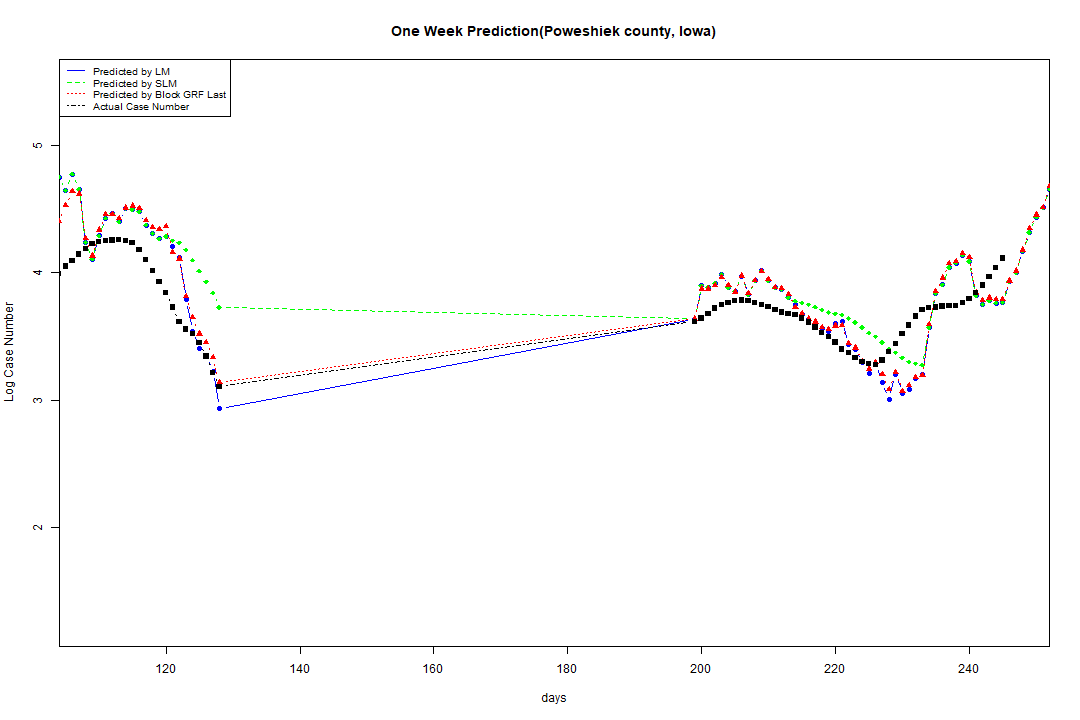 One Week Prediction(Poweshiek county, Iowa)
Predicted by LM
Predicted by SLM
Predicted by Block GRF Last
Actual Case Number
5
4
3
2
Log Case Number
120 140 160 180 200 220 240
days